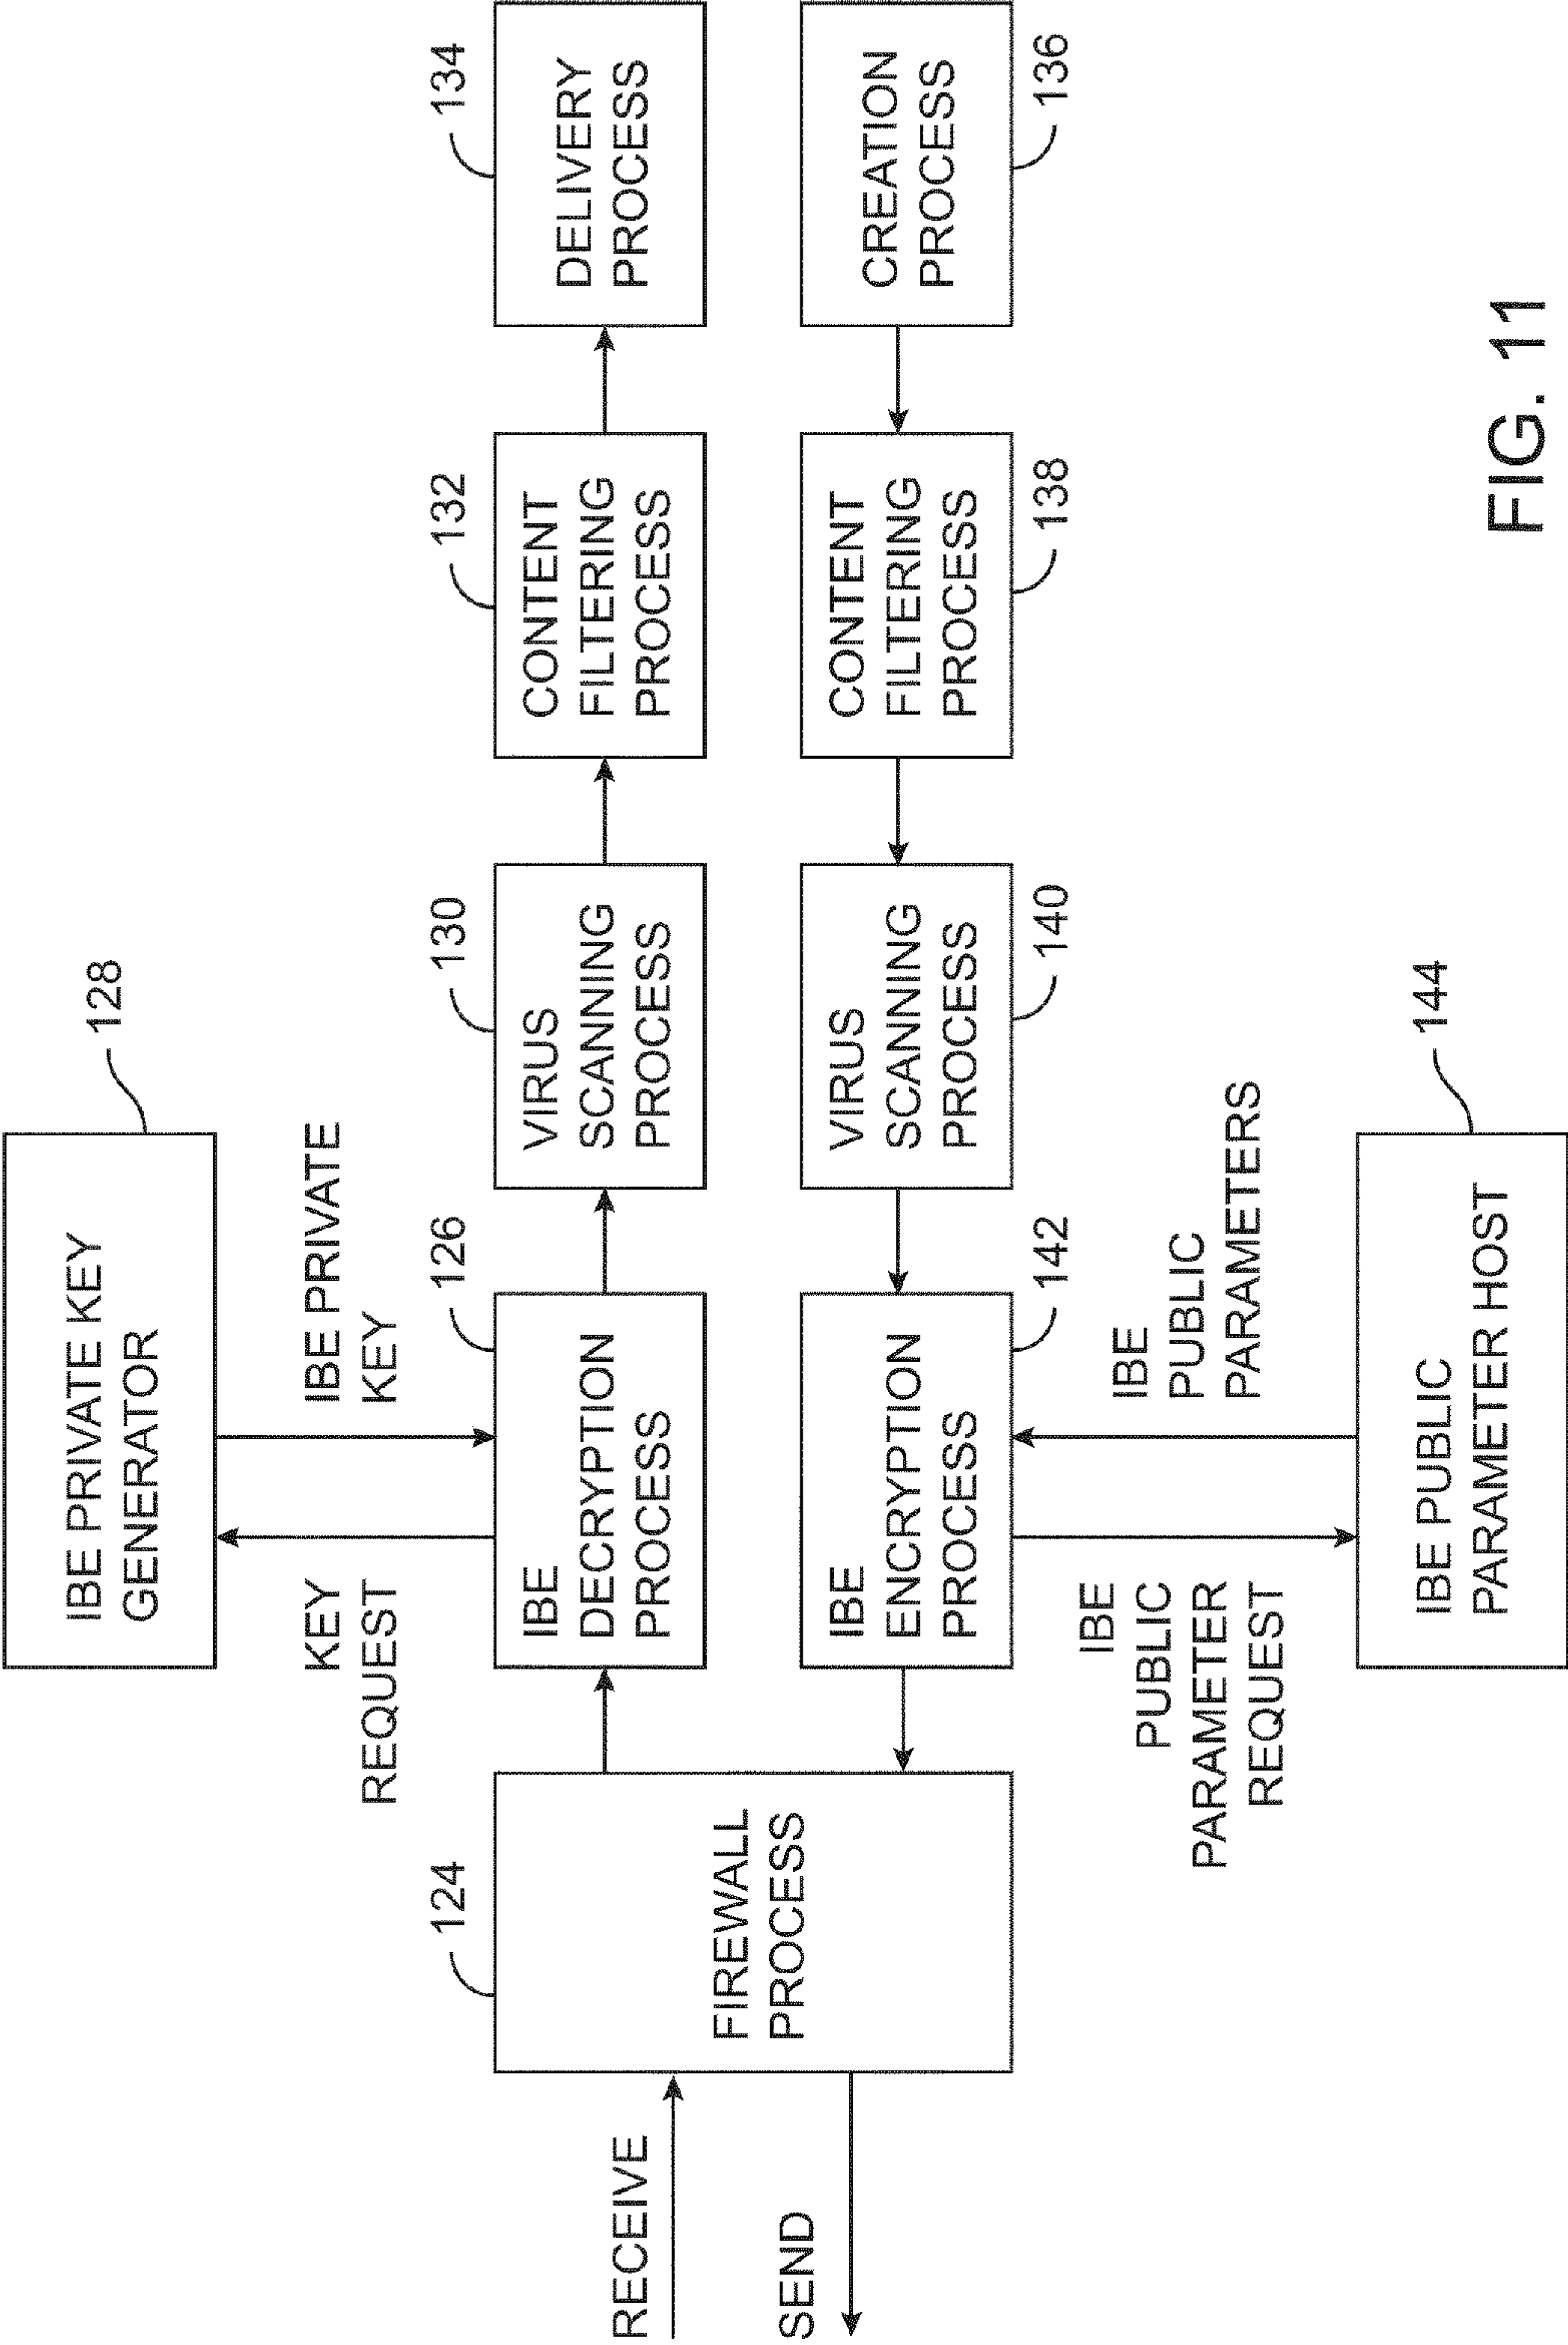 128
IBE PRIVATE KEY
GENERATOR
KEY
REQUEST
IBE PRIVATE
KEY
124
126
130
132
134
RECEIVE
SEND
FIREWALL
PROCESS
IBE
DECRYPTION
PROCESS
VIRUS
SCANNING
PROCESS
CONTENT
FILTERING
PROCESS
DELIVERY
PROCESS
IBE
ENCRYPTION
PROCESS
VIRUS
SCANNING
PROCESS
CONTENT
FILTERING
PROCESS
CREATION
PROCESS
142
140
138
136
IBE
PUBLIC
PARAMETER
REQUEST
IBE
PUBLIC
PARAMETERS
144
IBE PUBLIC
PARAMETER HOST
FIG. 11